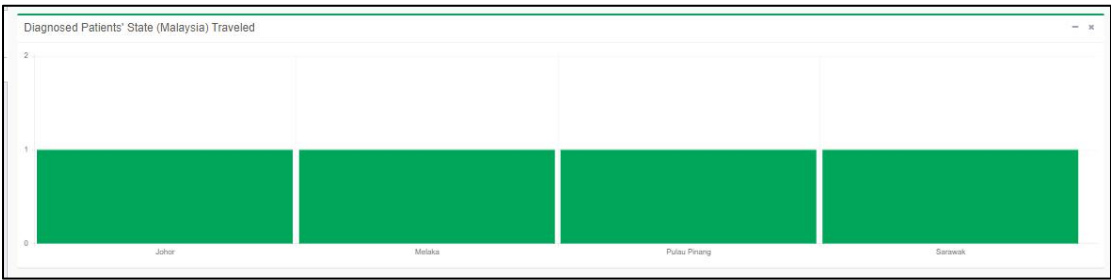 Diagnosed Patients' State (Malaysia) Traveled
2
1
0
Johor Melaka Pulau Pinang Sarawak